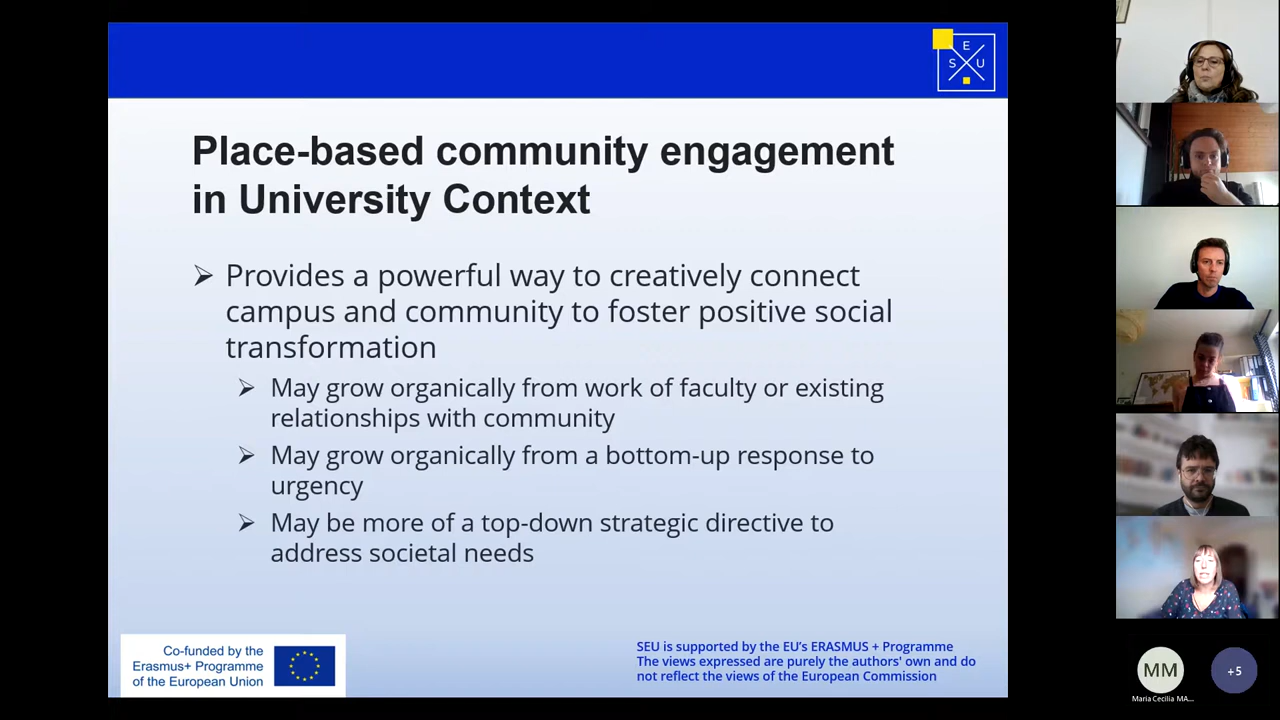 E
S U
Place-based community engagement
in University Context
Provides a powerful way to creatively connect
campus and community to foster positive social
transformation
May grow organically from work of faculty or existing
relationships with community
May grow organically from a bottom-up response to
urgency
May be more of a top-down strategic directive to
address societal needs
Co-funded by the
Erasmus+ Programme
of the European Union
SEU is supported by the EU's ERASMUS + Programme
The views expressed are purely the authors' own and do
not reflect the views of the European Commission
MM
+5
Maria Cecilia MA...